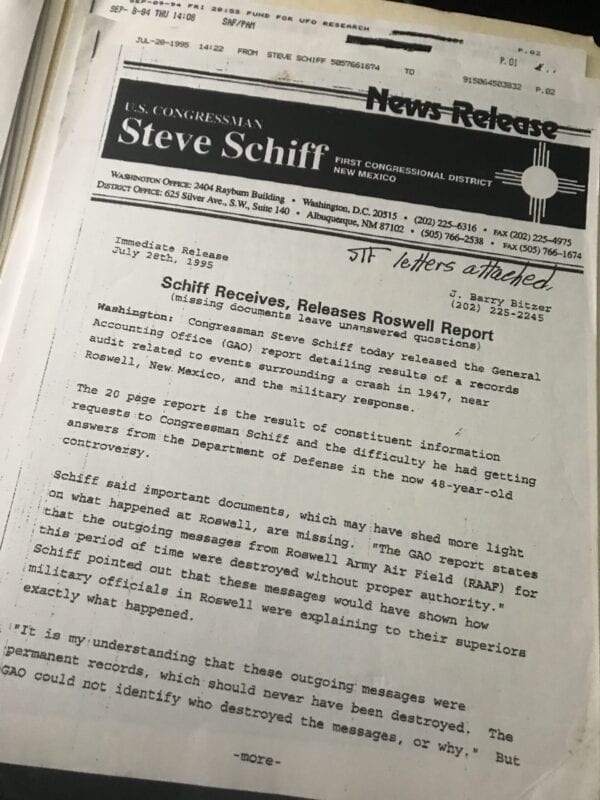 SEP-09-94 FRI 20:55 FUND FOR UFO RESEARCH P.02
SEP- 8-94 THU 14:08 SAF/PAM P. 01
JUL-28-1995 14:22 FROM STEVE SCHIFF 5057661674 TO 915064503832 P.02
News Release
U.S. CONGRESSMAN
Steve Schiff FIRST CONGRESSIONAL DISTRICT
NEW MEXICO
WASHINGTON OFFICE: 2404 Rayburn Building • Washington, D.C. 20515 • (202) 225-6316 • FAX (202) 225-4975
DISTRICT OFFICE: 625 Silver Ave., S.W., Suite 140 • Albuquerque, NM 87102 • (505) 766-2538 • FAX (505) 766-1674
Immediate Release
July 28th, 1995
letters attached.
J. Barry Bitzer
(202) 225-2245
Schiff Receives, Releases Roswell Report
(missing documents leave unanswered questions)
Washington: Congressman Steve Schiff today released the General
Accounting Office (GAO) report detailing results of a records
audit related to events surrounding a crash in 1947, near
Roswell, New Mexico, and the military response.
The 20 page report is the result of constituent information
requests to Congressman Schiff and the difficulty he had getting
answers from the Department of Defense in the now 48-year-old
controversy.
Schiff said important documents, which may have shed more light
on what happened at Roswell, are missing. "The GAO report states
that the outgoing messages from Roswell Army Air Field (RAAF) for
this period of time were destroyed without proper authority."
Schiff pointed out that these messages would have shown how
military officials in Roswell were explaining to their superiors
exactly what happened.
"It is my understanding that these outgoing messages were
permanent records, which should never have been destroyed. The
GAO could not identify who destroyed the messages, or why." But
-more-